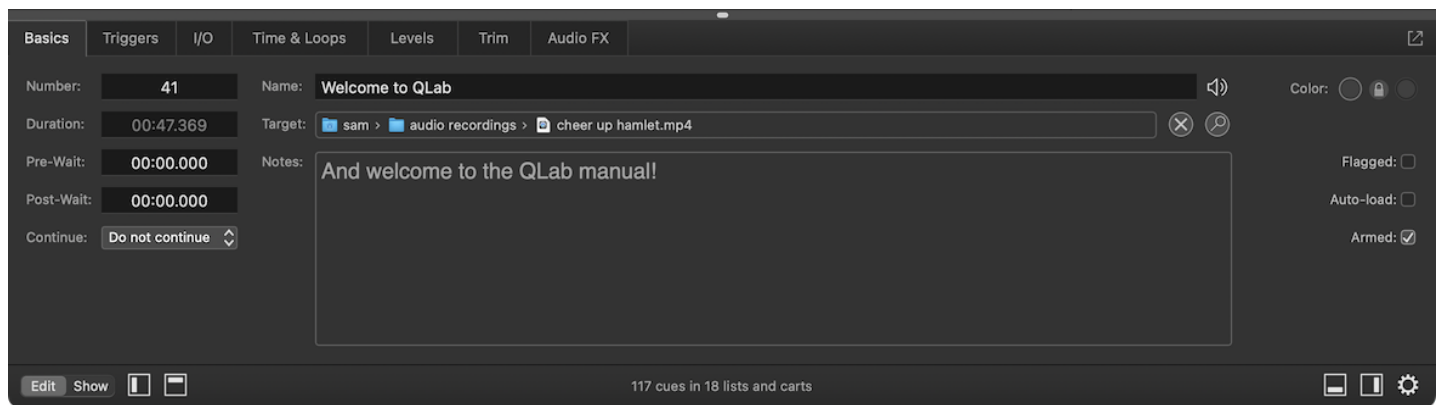 Basics Triggers I/O Time & Loops Levels Trim Audio FX
Number: 41 Name: Welcome to QLab Color:
Duration: 00:47.369 Target: sam › audio recordings › cheer up hamlet.mp4
Pre-Wait: 00:00.000 Notes: And welcome to the QLab manual! Flagged:
Post-Wait: 00:00.000 Auto-load:
Continue: Do not continue Armed:
Edit Show 117 cues in 18 lists and carts